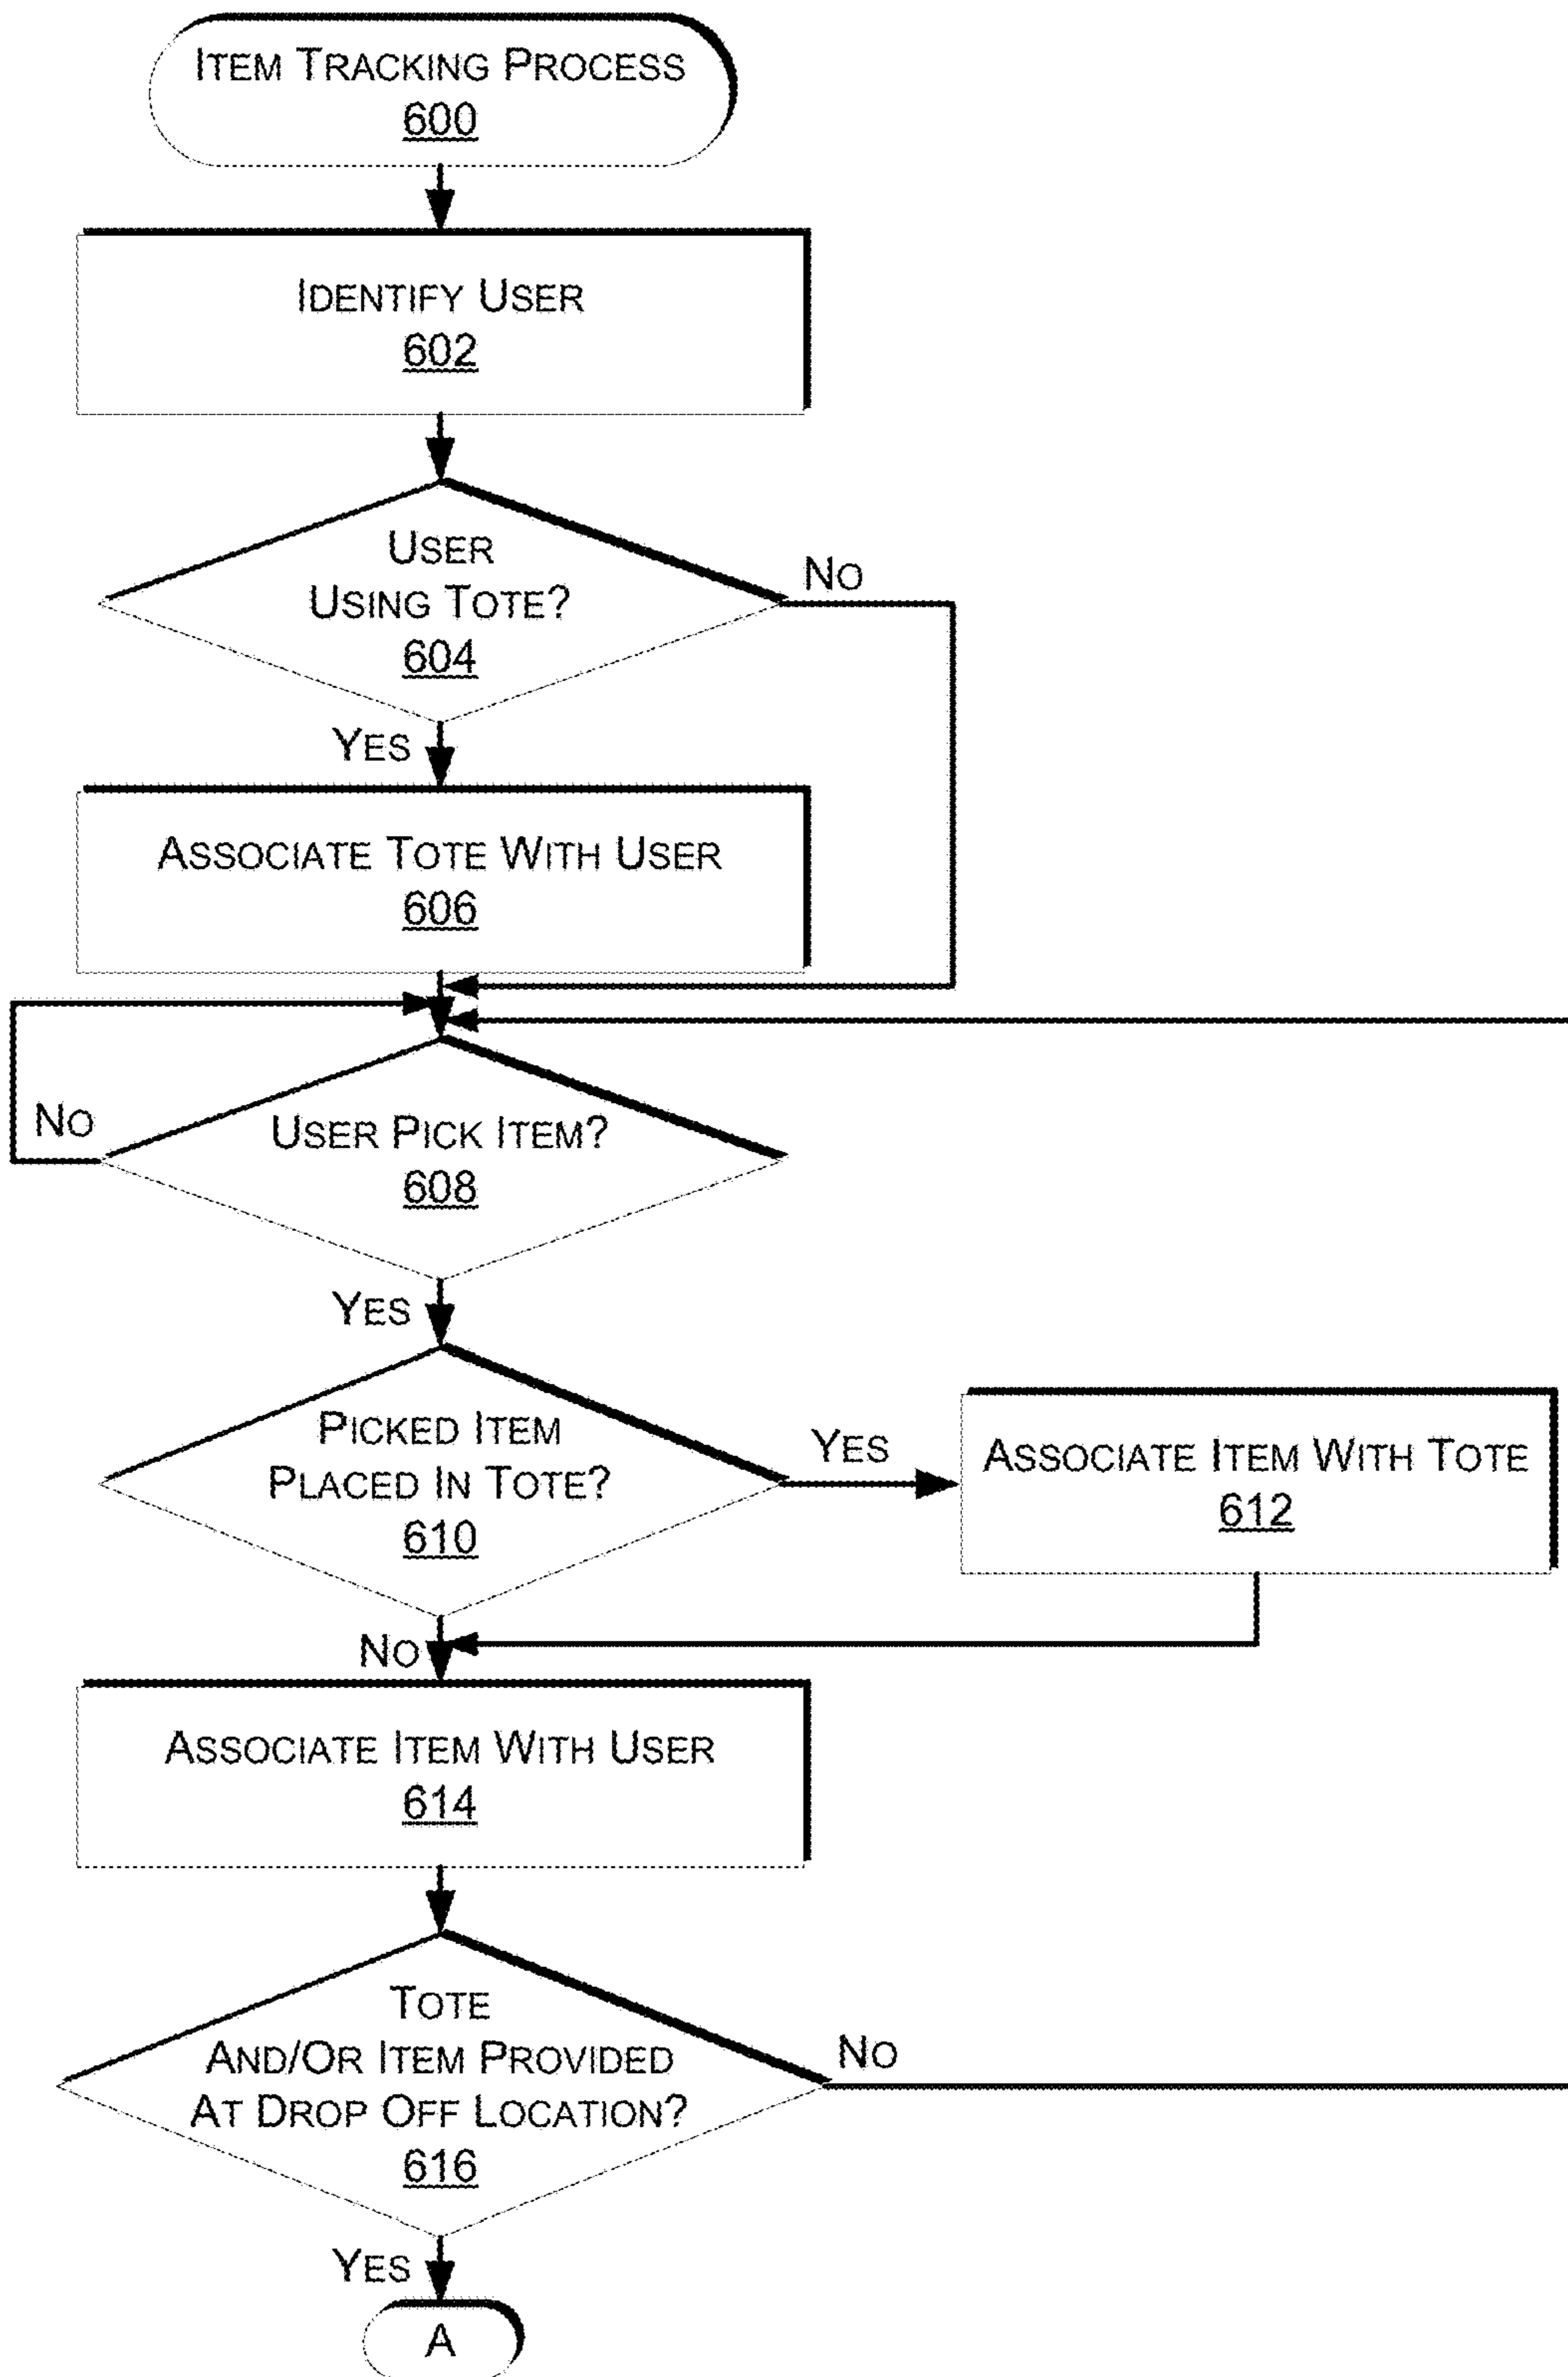 ITEM TRACKING PROCESS
600
IDENTIFY USER
602
USER
USING TOTE?
604
NO
YES
ASSOCIATE TOTE WITH USER
606
NO
USER PICK ITEM?
608
YES
PICKED ITEM
PLACED IN TOTE?
610
YES
ASSOCIATE ITEM WITH TOTE
612
NO
ASSOCIATE ITEM WITH USER
614
TOTE
AND/OR ITEM PROVIDED
AT DROP OFF LOCATION?
616
NO
YES
A